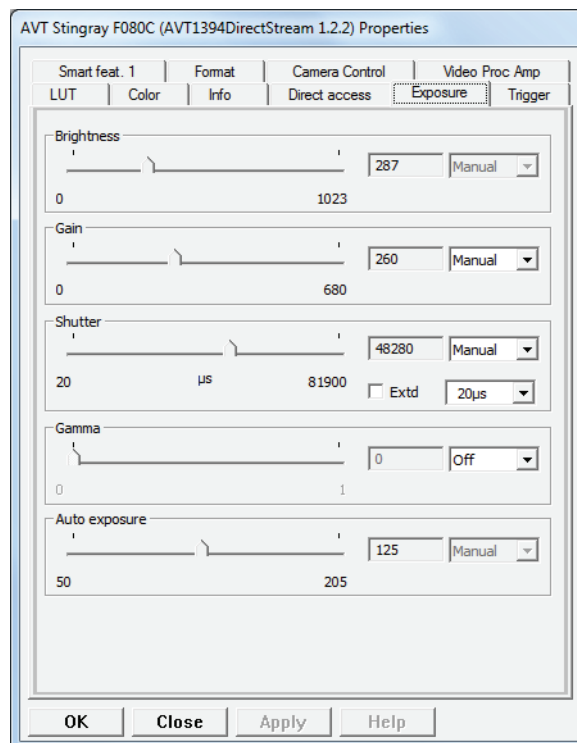 AVT Stingray F080C (AVT1394DirectStream 1.2.2) Properties
Smart feat. 1 Format Camera Control Video Proc Amp
LUT Color Info Direct access Exposure Trigger
Brightness
287 Manual
0 1023
Gain
260 Manual
0 680
Shutter
48280 Manual
20 µs 81900 Extd 20µs
Gamma
0 Off
0 1
Auto exposure
125 Manual
50 205
OK Close Apply Help